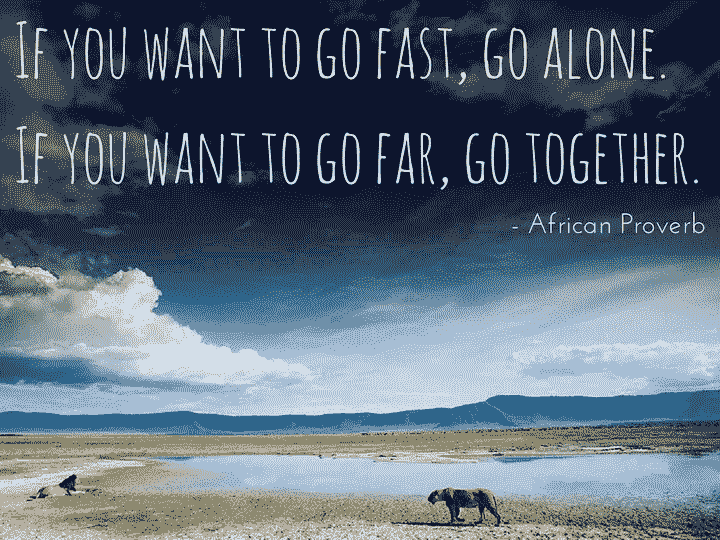 If you want to go fast, go alone.
If you want to go far, go together.
- African Proverb